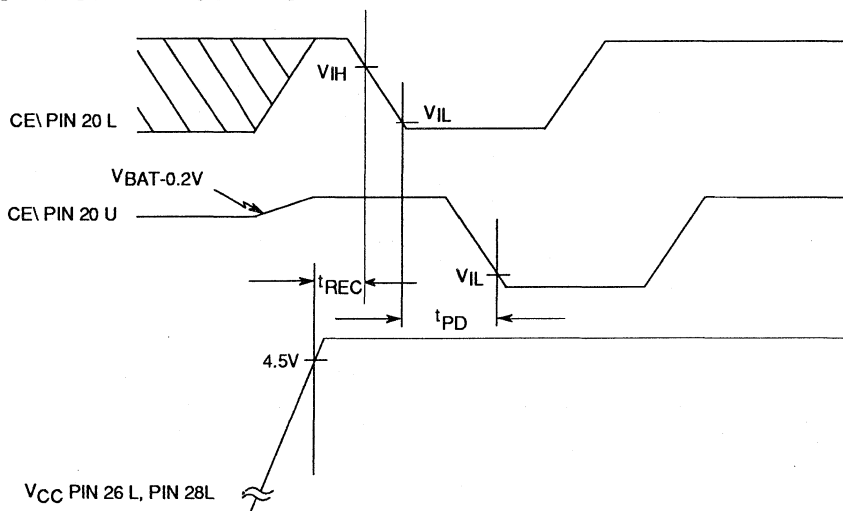 VIH
VIL
CE\ PIN 20 L
VBAT-0.2V
CE\ PIN 20 U
VIL
tREC
tPD
4.5V
VCC PIN 26 L, PIN 28L